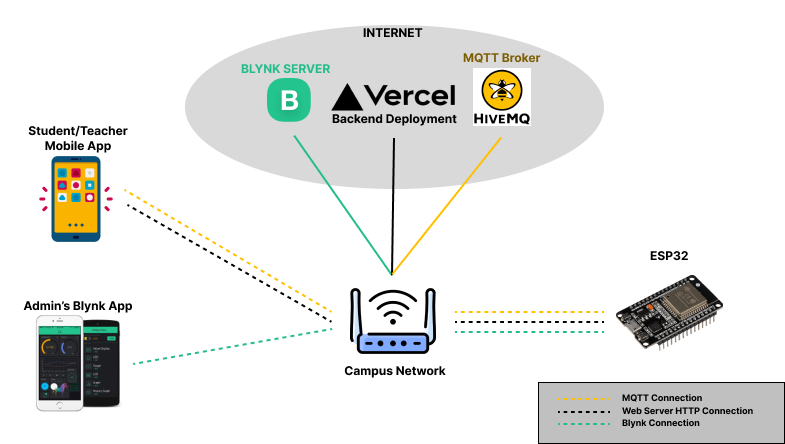 INTERNET
BLYNK SERVER
B
MQTT Broker
Vercel
Backend Deployment
HIVEMQ
Student/Teacher
Mobile App
Admin's Blynk App
Campus Network
ESP32
MQTT Connection
Web Server HTTP Connection
Blynk Connection